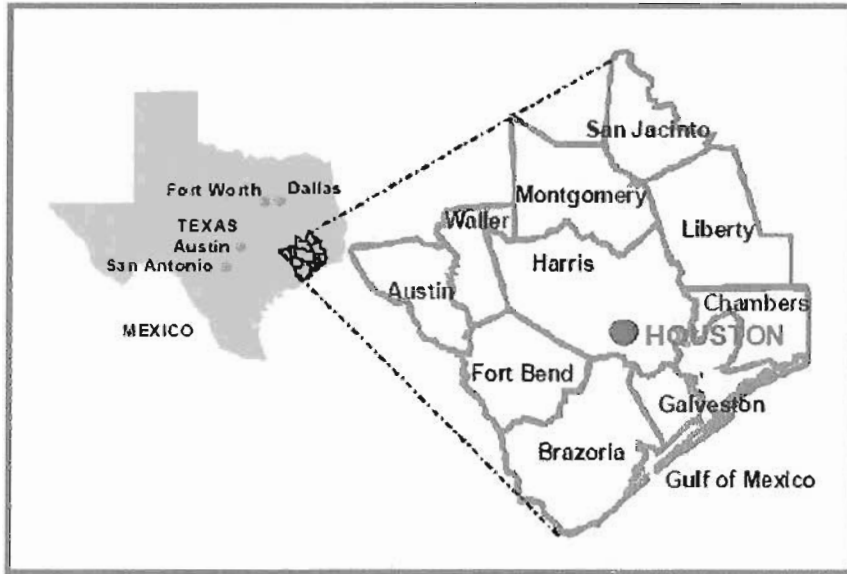 San Jacinto
Fort Worth
Dallas
Montgomery
TEXAS
Waller
Austin
Liberty
San Antonio
Harris
Austin
Chambers
MEXICO
HOUSTON
Fort Bend
Galveston
Brazoria
Gulf of Mexico